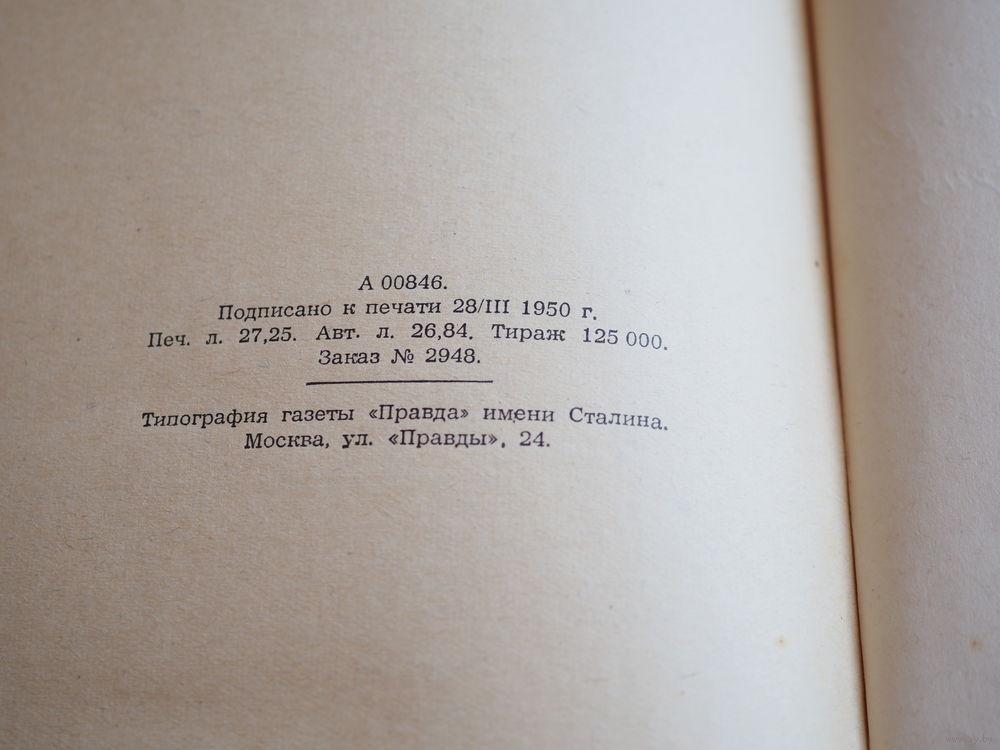 А 00846.
Подписано к печати 28/III 1950 г.
Печ. л. 27,25. Авт. л. 26,84. Тираж 125 000.
Заказ № 2948.
Типография газеты «Правда» имени Сталина.
Москва, ул. «Правды», 24.